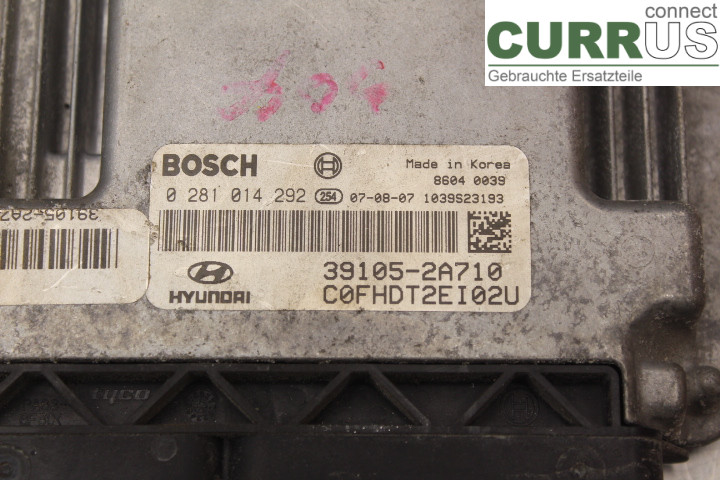 connect
CURRUS
Gebrauchte Ersatzteile
BOSCH
Made in Korea
8604 0039
0 281 014 292 254 07-08-07 1039S23193
39105-2A710
HYUNDAI
C0FHDT2EI02U
tyco